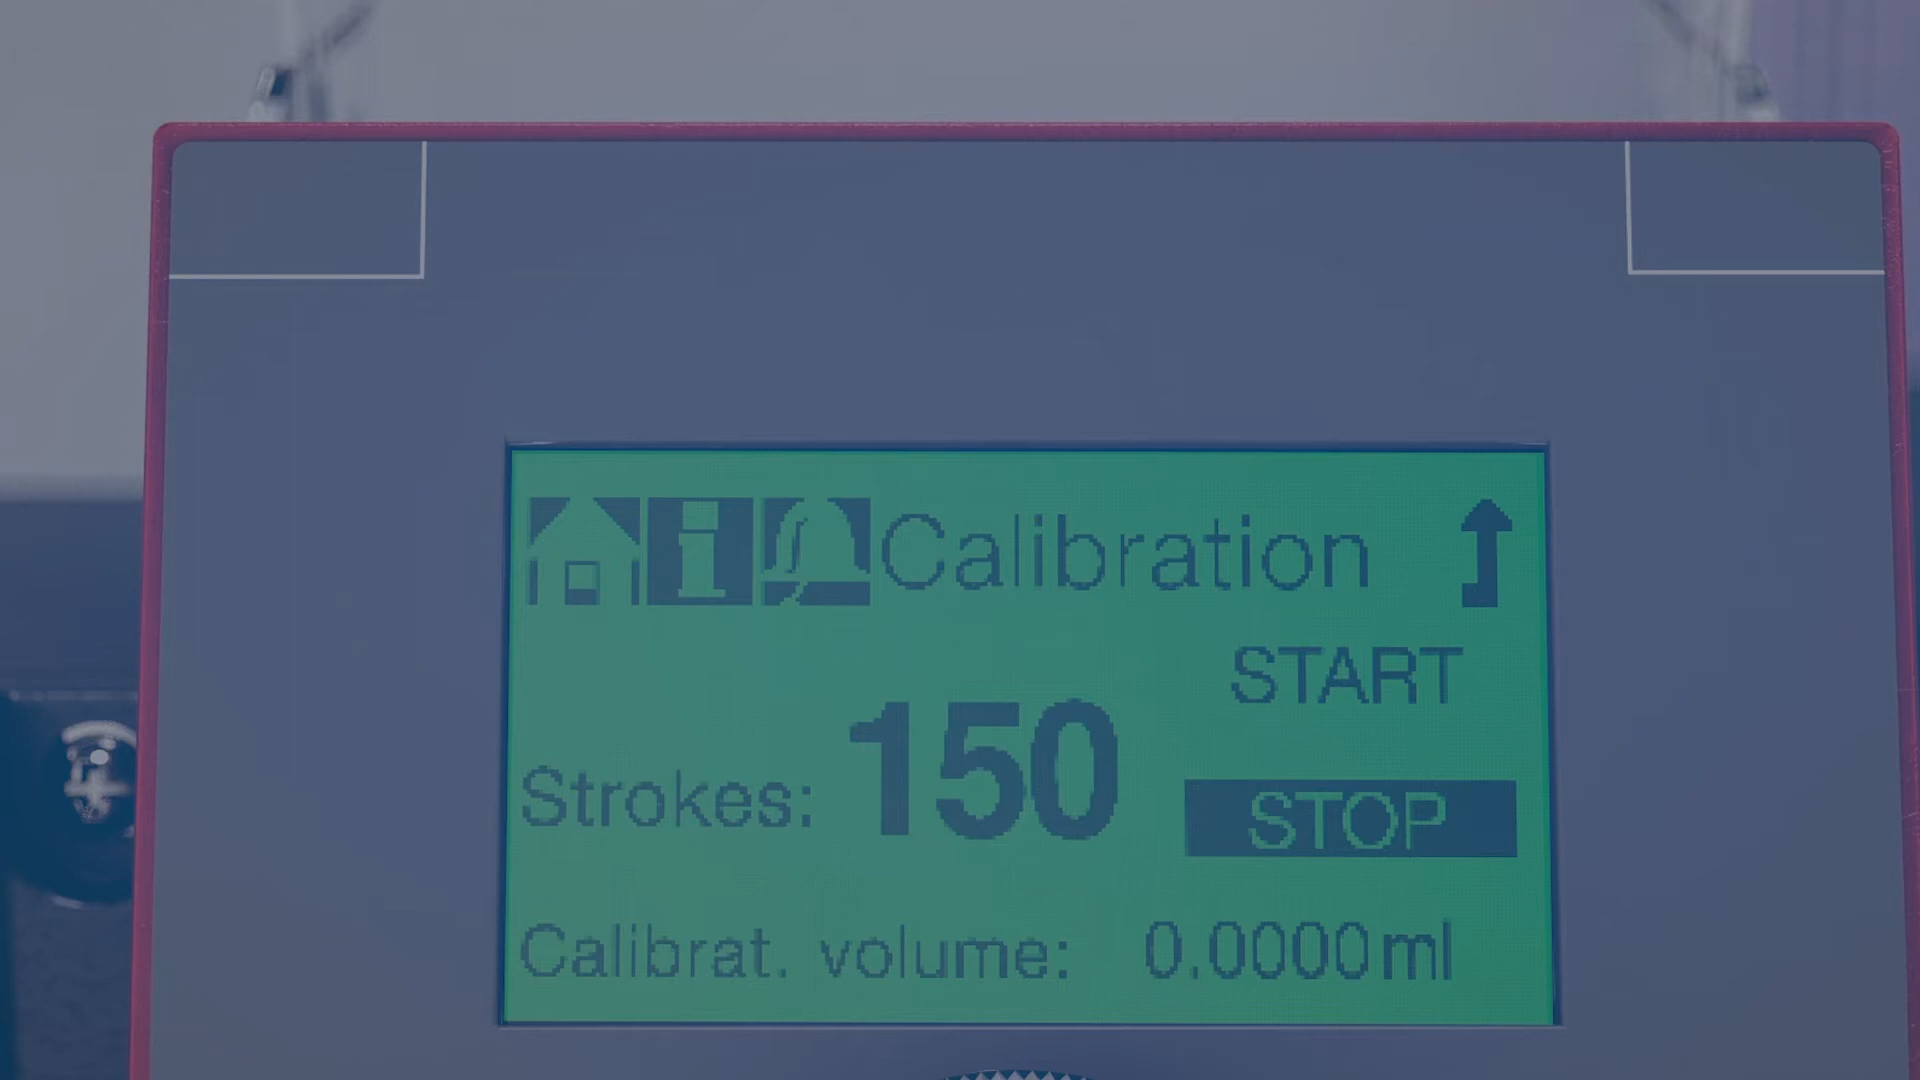 Calibration
START
Strokes: 150
STOP
Calibrat. volume: 0.0000ml